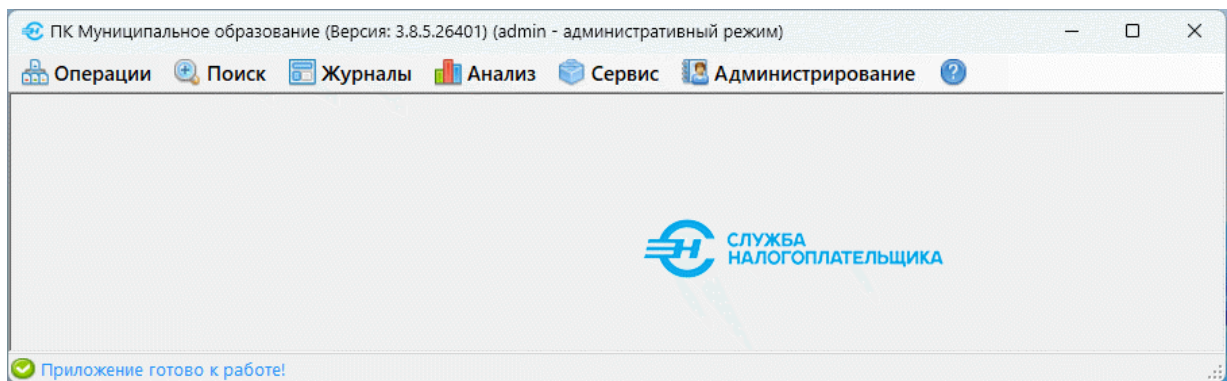 ПК Муниципальное образование (Версия: 3.8.5.26401) (admin - административный режим)
Операции Поиск Журналы Анализ Сервис Администрирование ?
СЛУЖБА
НАЛОГОПЛАТЕЛЬЩИКА
Приложение готово к работе!